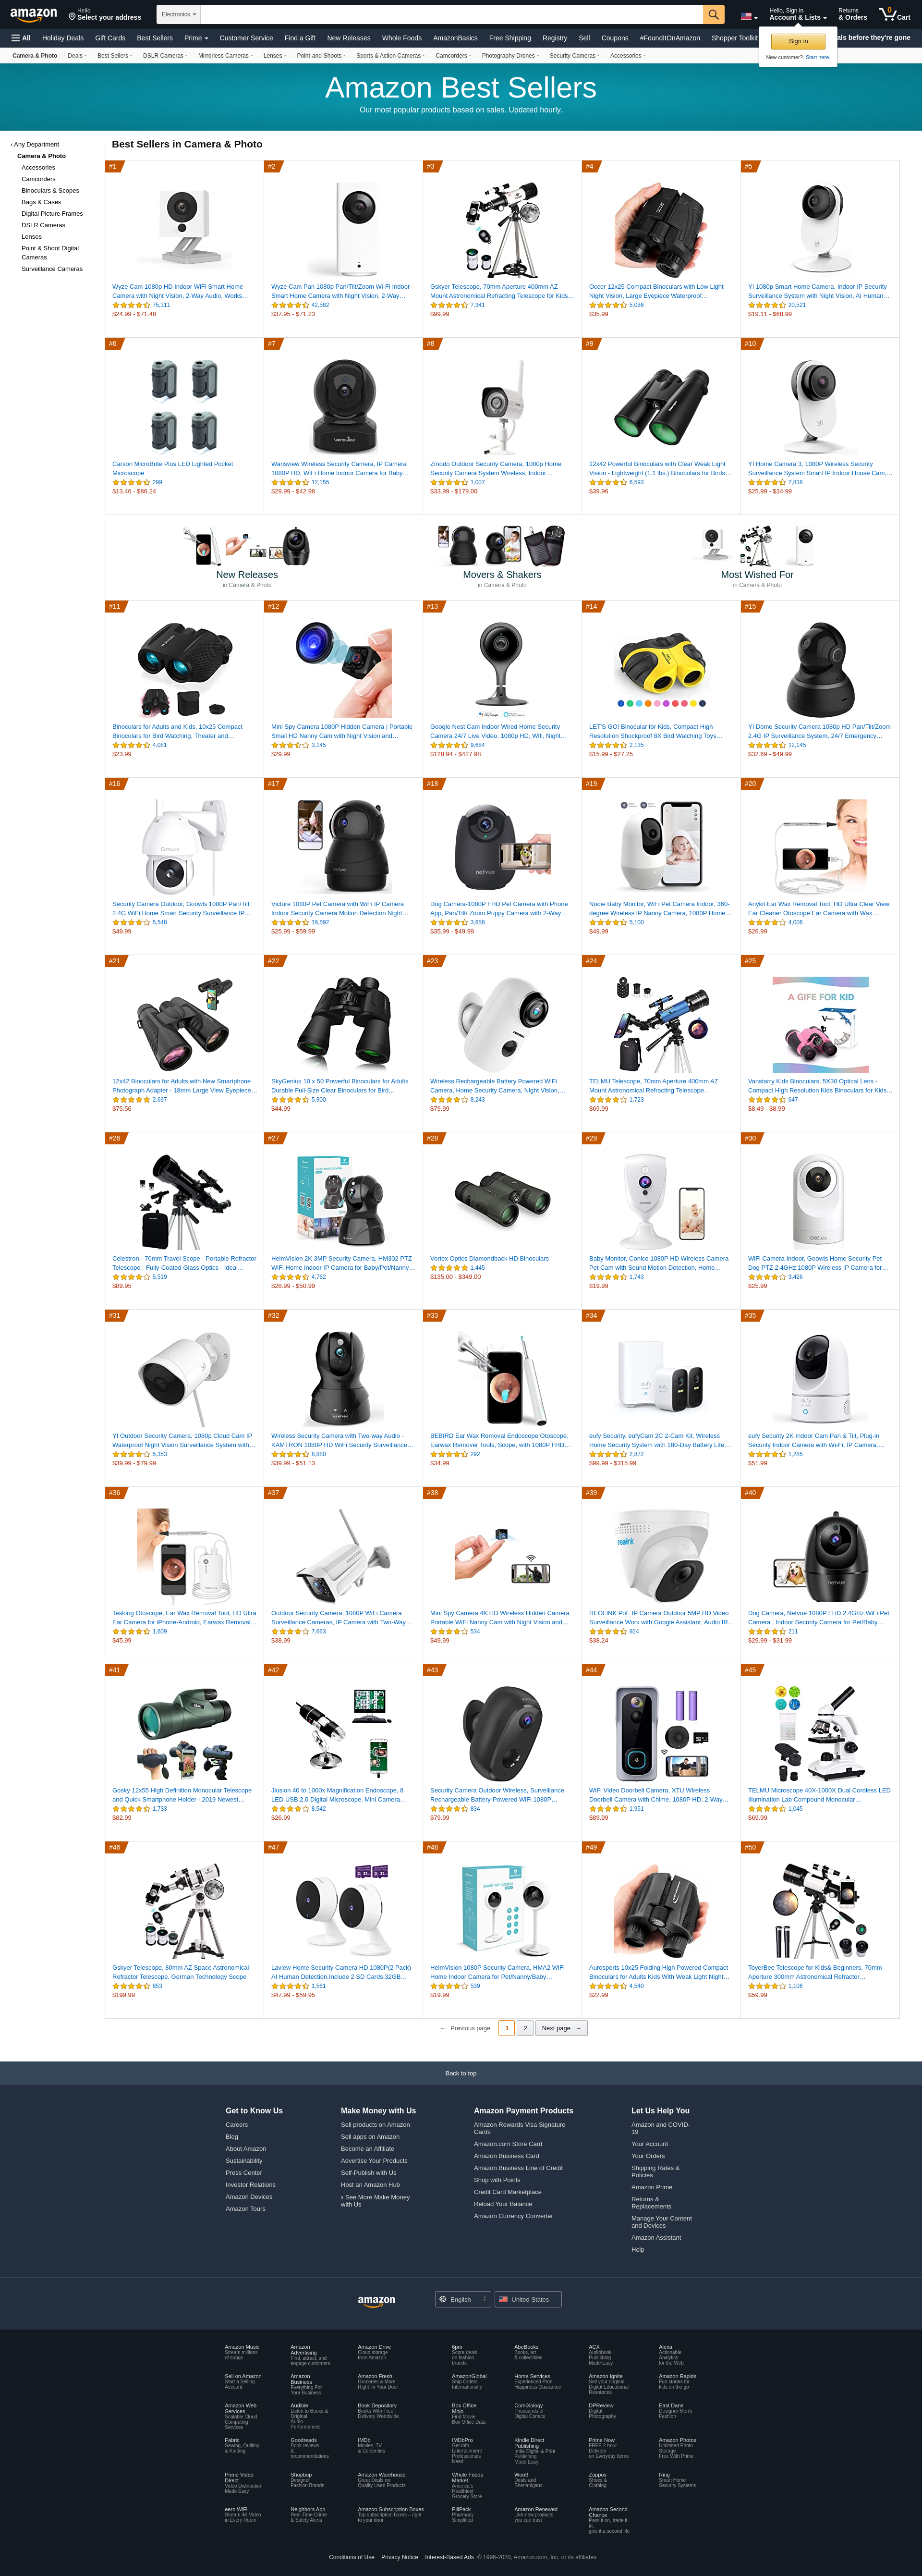 amazon
Hello
Select your address
Electronics
Hello, Sign in
Account & Lists
Returns
& Orders
0
Cart
All
Holiday Deals
Gift Cards
Best Sellers
Prime
Customer Service
Find a Gift
New Releases
Whole Foods
AmazonBasics
Free Shipping
Registry
Sell
Coupons
#FoundItOnAmazon
Shopper Toolkit
als before they're gone
Sign in
New customer? Start here.
Camera & Photo
Deals
Best Sellers
DSLR Cameras
Mirrorless Cameras
Lenses
Point-and-Shoots
Sports & Action Cameras
Camcorders
Photography Drones
Security Cameras
Accessories
Amazon Best Sellers
Our most popular products based on sales. Updated hourly.
‹ Any Department
Camera & Photo
Accessories
Camcorders
Binoculars & Scopes
Bags & Cases
Digital Picture Frames
DSLR Cameras
Lenses
Point & Shoot Digital
Cameras
Surveillance Cameras
Best Sellers in Camera & Photo
#1
Wyze Cam 1080p HD Indoor WiFi Smart Home
Camera with Night Vision, 2-Way Audio, Works…
75,311
$24.99 - $71.48
#2
Wyze Cam Pan 1080p Pan/Tilt/Zoom Wi-Fi Indoor
Smart Home Camera with Night Vision, 2-Way…
42,582
$37.95 - $71.23
#3
Gskyer Telescope, 70mm Aperture 400mm AZ
Mount Astronomical Refracting Telescope for Kids…
7,341
$99.99
#4
Occer 12x25 Compact Binoculars with Low Light
Night Vision, Large Eyepiece Waterproof…
5,086
$35.99
#5
YI 1080p Smart Home Camera, Indoor IP Security
Surveillance System with Night Vision, AI Human…
20,521
$19.11 - $68.99
#6
Carson MicroBrite Plus LED Lighted Pocket
Microscope
299
$13.46 - $86.24
#7
Wansview Wireless Security Camera, IP Camera
1080P HD, WiFi Home Indoor Camera for Baby…
12,155
$29.99 - $42.98
#8
Zmodo Outdoor Security Camera, 1080p Home
Security Camera System Wireless, Indoor…
1,007
$33.99 - $179.00
#9
12x42 Powerful Binoculars with Clear Weak Light
Vision - Lightweight (1.1 lbs.) Binoculars for Birds…
6,593
$39.96
#10
YI Home Camera 3, 1080P Wireless Security
Surveillance System Smart IP Indoor House Cam,…
2,838
$25.99 - $34.99
New Releases
in Camera & Photo
Movers & Shakers
in Camera & Photo
Most Wished For
in Camera & Photo
#11
Binoculars for Adults and Kids, 10x25 Compact
Binoculars for Bird Watching, Theater and…
4,081
$23.99
#12
Mini Spy Camera 1080P Hidden Camera | Portable
Small HD Nanny Cam with Night Vision and…
3,145
$29.99
#13
Google Nest Cam Indoor Wired Home Security
Camera 24/7 Live Video, 1080p HD, Wifi, Night…
9,684
$128.94 - $427.98
#14
LET'S GO! Binocular for Kids, Compact High
Resolution Shockproof 8X Bird Watching Toys…
2,135
$15.99 - $27.25
#15
YI Dome Security Camera 1080p HD Pan/Tilt/Zoom
2.4G IP Surveillance System, 24/7 Emergency…
12,145
$32.69 - $49.99
#16
Security Camera Outdoor, Goowls 1080P Pan/Tilt
2.4G WiFi Home Smart Security Surveillance IP…
5,548
$49.99
#17
Victure 1080P Pet Camera with WiFi IP Camera
Indoor Security Camera Motion Detection Night…
19,592
$25.99 - $59.99
#18
netvue
Dog Camera-1080P FHD Pet Camera with Phone
App, Pan/Tilt/ Zoom Puppy Camera with 2-Way…
3,658
$35.99 - $49.99
#19
Nooie Baby Monitor, WiFi Pet Camera Indoor, 360-
degree Wireless IP Nanny Camera, 1080P Home…
5,100
$49.99
#20
Anykit Ear Wax Removal Tool, HD Ultra Clear View
Ear Cleaner Otoscope Ear Camera with Wax…
4,006
$26.99
#21
12x42 Binoculars for Adults with New Smartphone
Photograph Adapter - 18mm Large View Eyepiece…
2,697
$75.56
#22
SkyGenius 10 x 50 Powerful Binoculars for Adults
Durable Full-Size Clear Binoculars for Bird…
5,900
$44.99
#23
Wireless Rechargeable Battery Powered WiFi
Camera, Home Security Camera, Night Vision,…
8,243
$79.99
#24
TELMU Telescope, 70mm Aperture 400mm AZ
Mount Astronomical Refracting Telescope…
1,723
$69.99
#25
A GIFE FOR KID
Vanstarry Kids Binoculars, 5X30 Optical Lens -
Compact High Resolution Kids Binoculars for Kids…
647
$8.49 - $8.99
#26
Celestron - 70mm Travel Scope - Portable Refractor
Telescope - Fully-Coated Glass Optics - Ideal…
5,519
$89.95
#27
HeimVision 2K 3MP Security Camera, HM302 PTZ
WiFi Home Indoor IP Camera for Baby/Pet/Nanny…
4,762
$28.99 - $50.99
#28
Vortex Optics Diamondback HD Binoculars
1,445
$135.00 - $349.00
#29
Baby Monitor, Conico 1080P HD Wireless Camera
Pet Cam with Sound Motion Detection, Home…
1,743
$19.99
#30
WiFi Camera Indoor, Goowls Home Security Pet
Dog PTZ 2.4GHz 1080P Wireless IP Camera for…
3,426
$25.99
#31
YI Outdoor Security Camera, 1080p Cloud Cam IP
Waterproof Night Vision Surveillance System with…
5,353
$39.99 - $79.99
#32
Wireless Security Camera with Two-way Audio -
KAMTRON 1080P HD WiFi Security Surveillance…
8,880
$39.99 - $51.13
#33
BEBIRD Ear Wax Removal Endoscope Otoscope,
Earwax Remover Tools, Scope, with 1080P FHD…
292
$34.99
#34
eufy Security, eufyCam 2C 2-Cam Kit, Wireless
Home Security System with 180-Day Battery Life,…
2,872
$99.99 - $315.99
#35
eufy Security 2K Indoor Cam Pan & Tilt, Plug-in
Security Indoor Camera with Wi-Fi, IP Camera,…
1,285
$51.99
#36
Teslong Otoscope, Ear Wax Removal Tool, HD Ultra
Ear Camera for iPhone-Android, Earwax Removal…
1,609
$45.99
#37
Outdoor Security Camera, 1080P WiFi Camera
Surveillance Cameras, IP Camera with Two-Way…
7,663
$38.99
#38
Mini Spy Camera 4K HD Wireless Hidden Camera
Portable WiFi Nanny Cam with Night Vision and…
534
$49.99
#39
reolink
REOLINK PoE IP Camera Outdoor 5MP HD Video
Surveillance Work with Google Assistant, Audio IR…
924
$38.24
#40
netvue
Dog Camera, Netvue 1080P FHD 2.4GHz WiFi Pet
Camera , Indoor Security Camera for Pet/Baby…
211
$29.99 - $31.99
#41
Gosky 12x55 High Definition Monocular Telescope
and Quick Smartphone Holder - 2019 Newest…
1,733
$82.99
#42
Jiusion 40 to 1000x Magnification Endoscope, 8
LED USB 2.0 Digital Microscope, Mini Camera…
8,542
$26.99
#43
Security Camera Outdoor Wireless, Surveillance
Rechargeable Battery-Powered WiFi 1080P…
834
$79.99
#44
WiFi Video Doorbell Camera, XTU Wireless
Doorbell Camera with Chime, 1080P HD, 2-Way…
1,951
$89.99
#45
TELMU Microscope 40X-1000X Dual Cordless LED
Illumination Lab Compound Monocular…
1,045
$69.99
#46
Gskyer Telescope, 80mm AZ Space Astronomical
Refractor Telescope, German Technology Scope
853
$199.99
#47
Laview Home Security Camera HD 1080P(2 Pack)
AI Human Detection,Include 2 SD Cards,32GB…
1,561
$47.99 - $59.95
#48
HeimVision 1080P Security Camera, HMA2 WiFi
Home Indoor Camera for Pet/Nanny/Baby…
539
$19.99
#49
Aurosports 10x25 Folding High Powered Compact
Binoculars for Adults Kids With Weak Light Night…
4,540
$22.99
#50
ToyerBee Telescope for Kids& Beginners, 70mm
Aperture 300mm Astronomical Refractor…
1,106
$59.99
← Previous page 1 2 Next page →
Back to top
Get to Know Us
Careers
Blog
About Amazon
Sustainability
Press Center
Investor Relations
Amazon Devices
Amazon Tours
Make Money with Us
Sell products on Amazon
Sell apps on Amazon
Become an Affiliate
Advertise Your Products
Self-Publish with Us
Host an Amazon Hub
› See More Make Money
with Us
Amazon Payment Products
Amazon Rewards Visa Signature
Cards
Amazon.com Store Card
Amazon Business Card
Amazon Business Line of Credit
Shop with Points
Credit Card Marketplace
Reload Your Balance
Amazon Currency Converter
Let Us Help You
Amazon and COVID-
19
Your Account
Your Orders
Shipping Rates &
Policies
Amazon Prime
Returns &
Replacements
Manage Your Content
and Devices
Amazon Assistant
Help
amazon
English
United States
Amazon Music
Stream millions
of songs
Amazon
Advertising
Find, attract, and
engage customers
Amazon Drive
Cloud storage
from Amazon
6pm
Score deals
on fashion
brands
AbeBooks
Books, art
& collectibles
ACX
Audiobook
Publishing
Made Easy
Alexa
Actionable
Analytics
for the Web
Sell on Amazon
Start a Selling
Account
Amazon
Business
Everything For
Your Business
Amazon Fresh
Groceries & More
Right To Your Door
AmazonGlobal
Ship Orders
Internationally
Home Services
Experienced Pros
Happiness Guarantee
Amazon Ignite
Sell your original
Digital Educational
Resources
Amazon Rapids
Fun stories for
kids on the go
Amazon Web
Services
Scalable Cloud
Computing
Services
Audible
Listen to Books &
Original
Audio
Performances
Book Depository
Books With Free
Delivery Worldwide
Box Office
Mojo
Find Movie
Box Office Data
ComiXology
Thousands of
Digital Comics
DPReview
Digital
Photography
East Dane
Designer Men's
Fashion
Fabric
Sewing, Quilting
& Knitting
Goodreads
Book reviews
&
recommendations
IMDb
Movies, TV
& Celebrities
IMDbPro
Get Info
Entertainment
Professionals
Need
Kindle Direct
Publishing
Indie Digital & Print
Publishing
Made Easy
Prime Now
FREE 2-hour
Delivery
on Everyday Items
Amazon Photos
Unlimited Photo
Storage
Free With Prime
Prime Video
Direct
Video Distribution
Made Easy
Shopbop
Designer
Fashion Brands
Amazon Warehouse
Great Deals on
Quality Used Products
Whole Foods
Market
America's
Healthiest
Grocery Store
Woot!
Deals and
Shenanigans
Zappos
Shoes &
Clothing
Ring
Smart Home
Security Systems
eero WiFi
Stream 4K Video
in Every Room
Neighbors App
Real-Time Crime
& Safety Alerts
Amazon Subscription Boxes
Top subscription boxes – right
to your door
PillPack
Pharmacy
Simplified
Amazon Renewed
Like-new products
you can trust
Amazon Second
Chance
Pass it on, trade it
in,
give it a second life
Conditions of Use
Privacy Notice
Interest-Based Ads
© 1996-2020, Amazon.com, Inc. or its affiliates